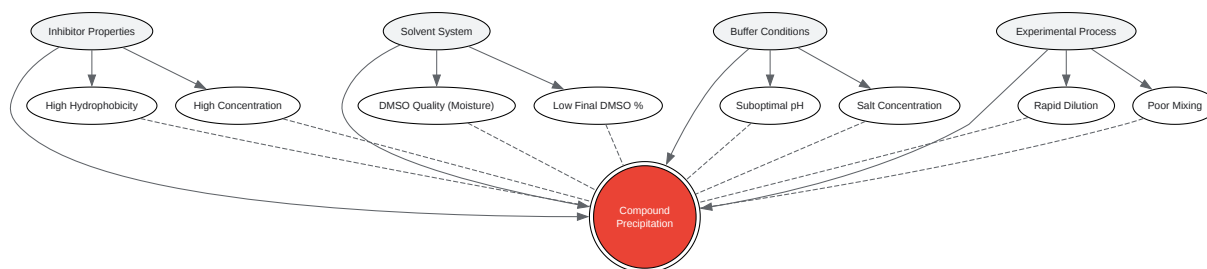 Inhibitor Properties
Solvent System
Buffer Conditions
Experimental Process
High Hydrophobicity
High Concentration
DMSO Quality (Moisture)
Low Final DMSO %
Suboptimal pH
Salt Concentration
Rapid Dilution
Poor Mixing
Compound
Precipitation